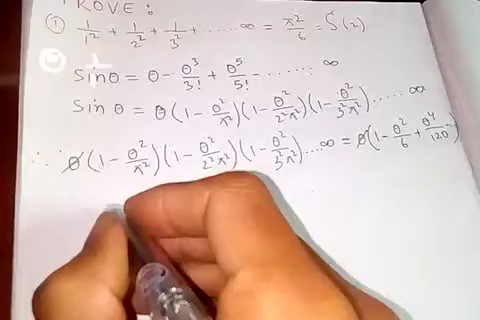 PROVE :
① 1/1² + 1/2² + 1/3² + ...... ∞ = π²/6 = ζ(2)
Sinθ = θ - θ³/3! + θ⁵/5! - ...... ∞
Sin θ = θ(1 - θ²/π²)(1 - θ²/2²π²)(1 - θ²/3²π²)..... ∞
∴ θ(1 - θ²/π²)(1 - θ²/2²π²)(1 - θ²/3²π²)...∞ = θ(1 - θ²/6 + θ⁴/120